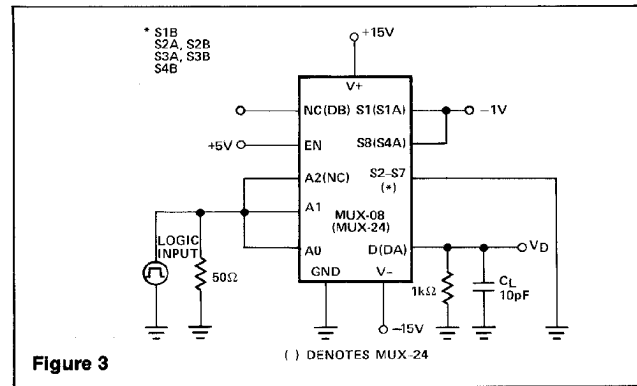 * S1B
S2A, S2B
S3A, S3B
S4B
+15V
V+
NC(DB) S1(S1A) −1V
S8(S4A)
+5V EN
A2(NC) S2–S7
(*)
A1
MUX-08
(MUX-24)
LOGIC
INPUT
A0 D(DA) VD
50Ω
GND V−
1kΩ CL
10pF
−15V
Figure 3
( ) DENOTES MUX-24